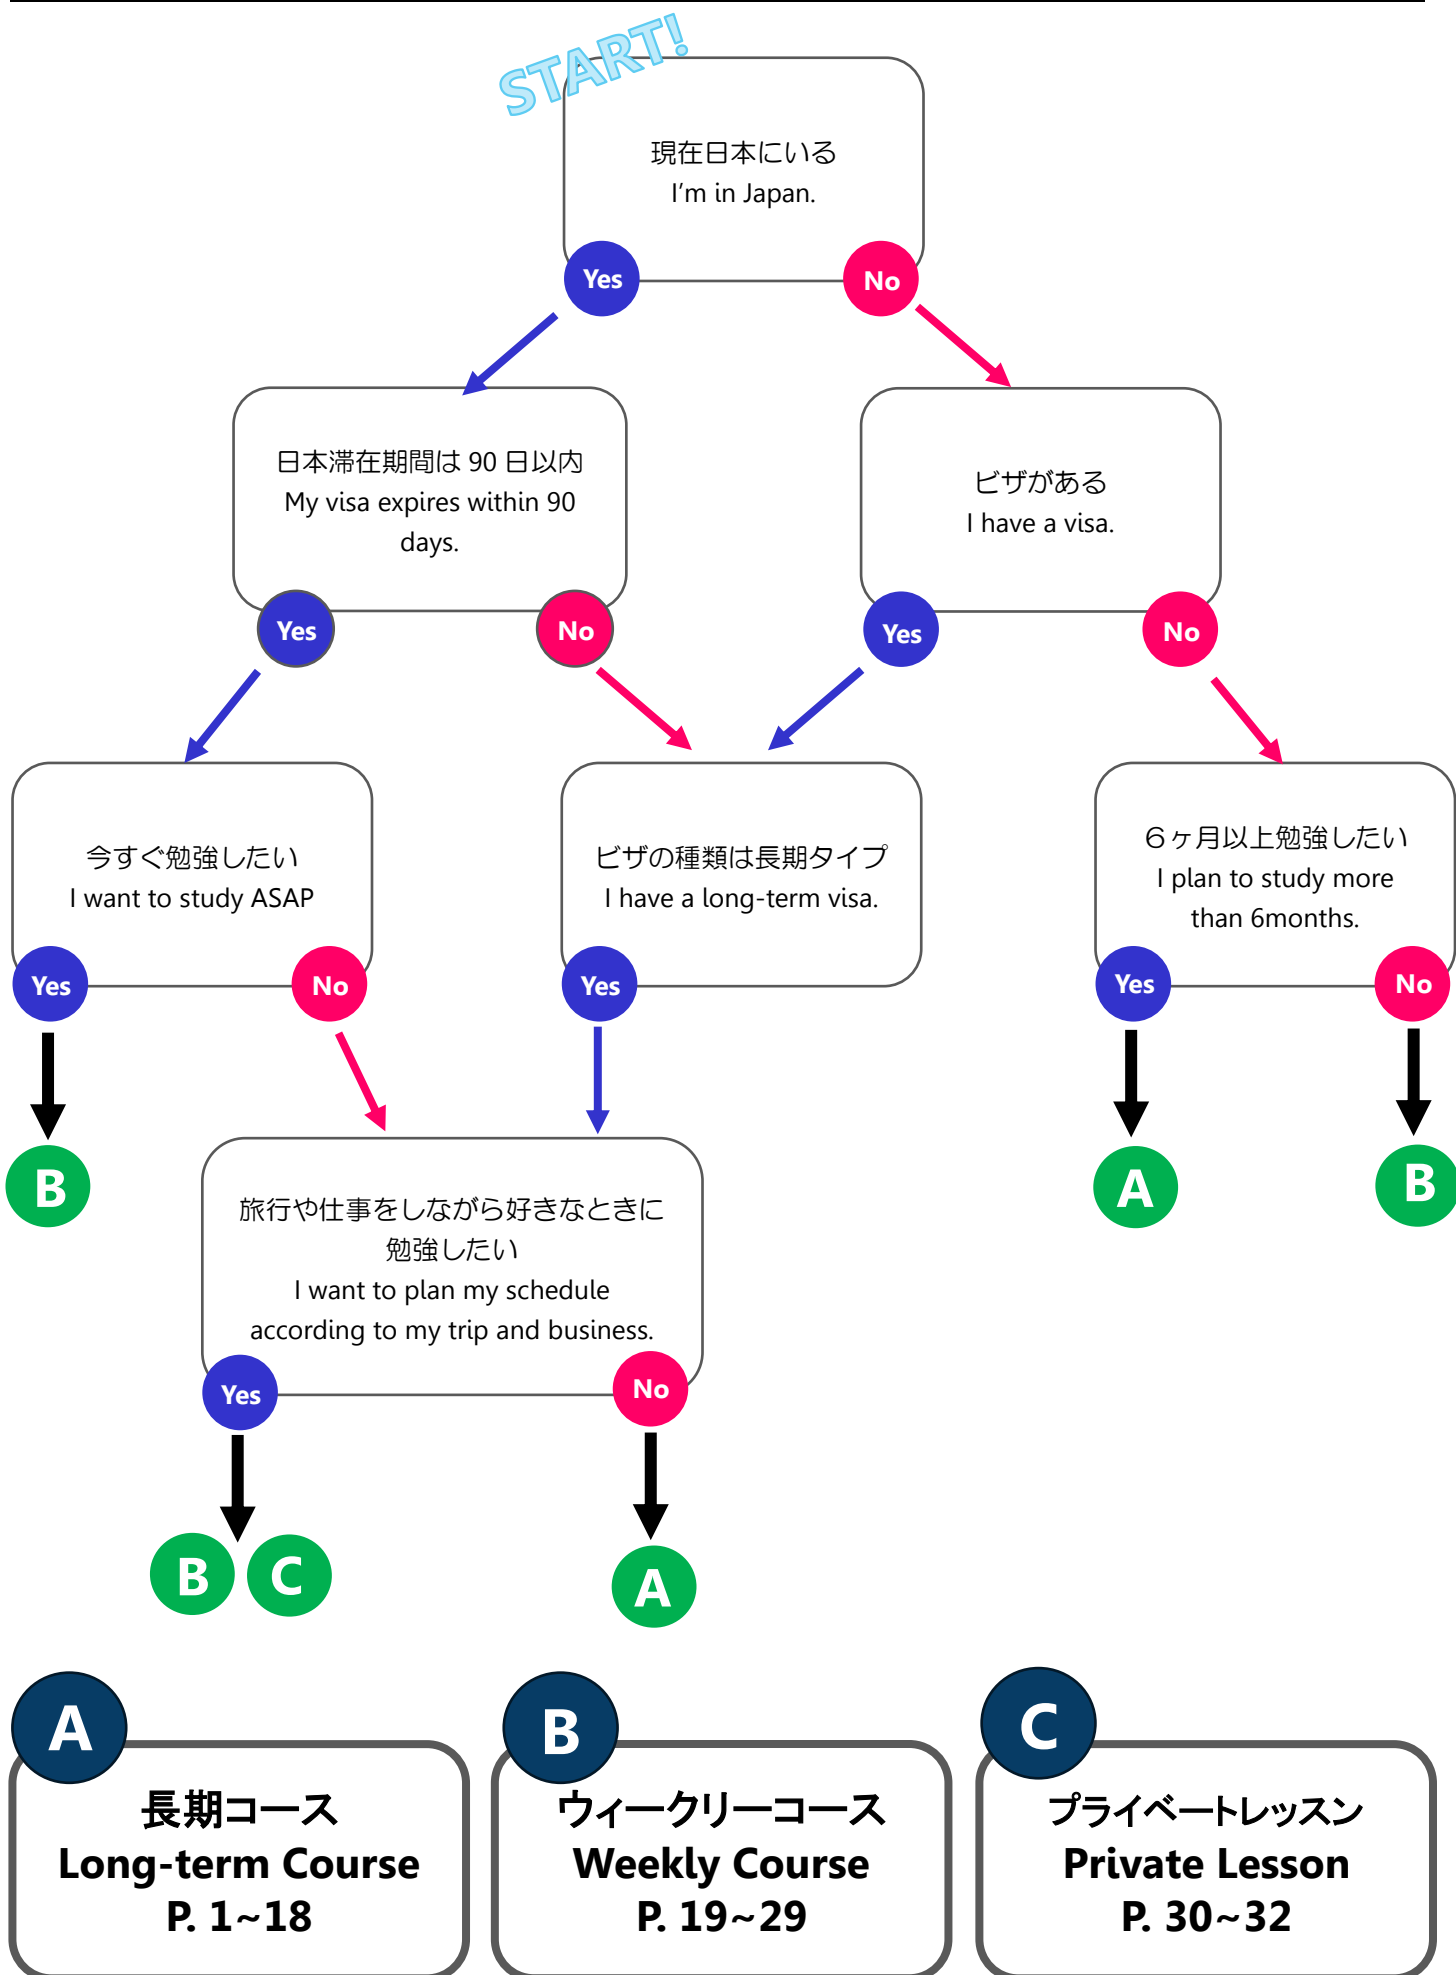 START!
現在日本にいる
I'm in Japan.
Yes
No
日本滞在期間は 90 日以内
My visa expires within 90
days.
Yes
No
ビザがある
I have a visa.
Yes
No
今すぐ勉強したい
I want to study ASAP
Yes
No
ビザの種類は長期タイプ
I have a long-term visa.
Yes
６ヶ月以上勉強したい
I plan to study more
than 6months.
Yes
No
B
A
B
旅行や仕事をしながら好きなときに
勉強したい
I want to plan my schedule
according to my trip and business.
Yes
No
B
C
A
A
長期コース
Long-term Course
P. 1~18
B
ウィークリーコース
Weekly Course
P. 19~29
C
プライベートレッスン
Private Lesson
P. 30~32